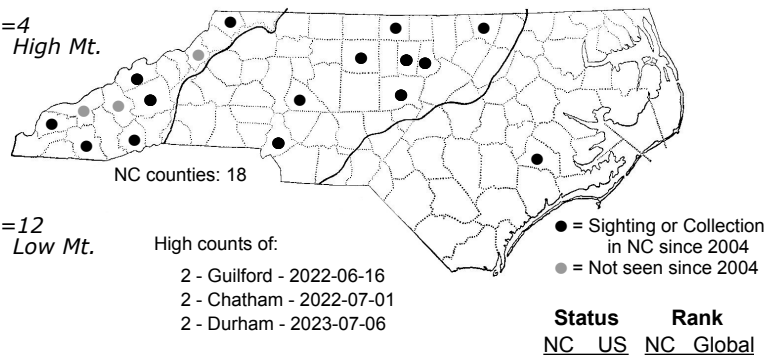 =4
High Mt.
NC counties: 18
=12
Low Mt.
High counts of:
2 - Guilford - 2022-06-16
2 - Chatham - 2022-07-01
2 - Durham - 2023-07-06
● = Sighting or Collection
in NC since 2004
● = Not seen since 2004
Status Rank
NC US NC Global